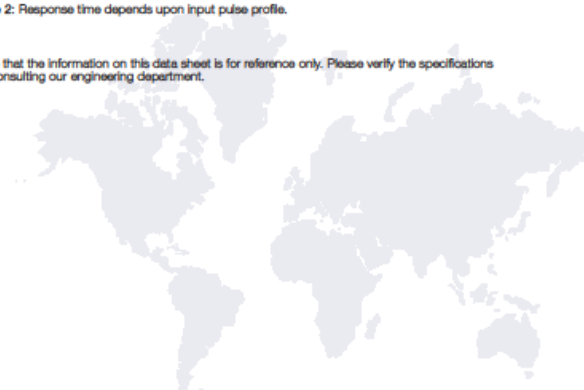 2: Response time depends upon input pulse profile.
that the information on this data sheet is for reference only. Please verify the specifications
onsulting our engineering department.